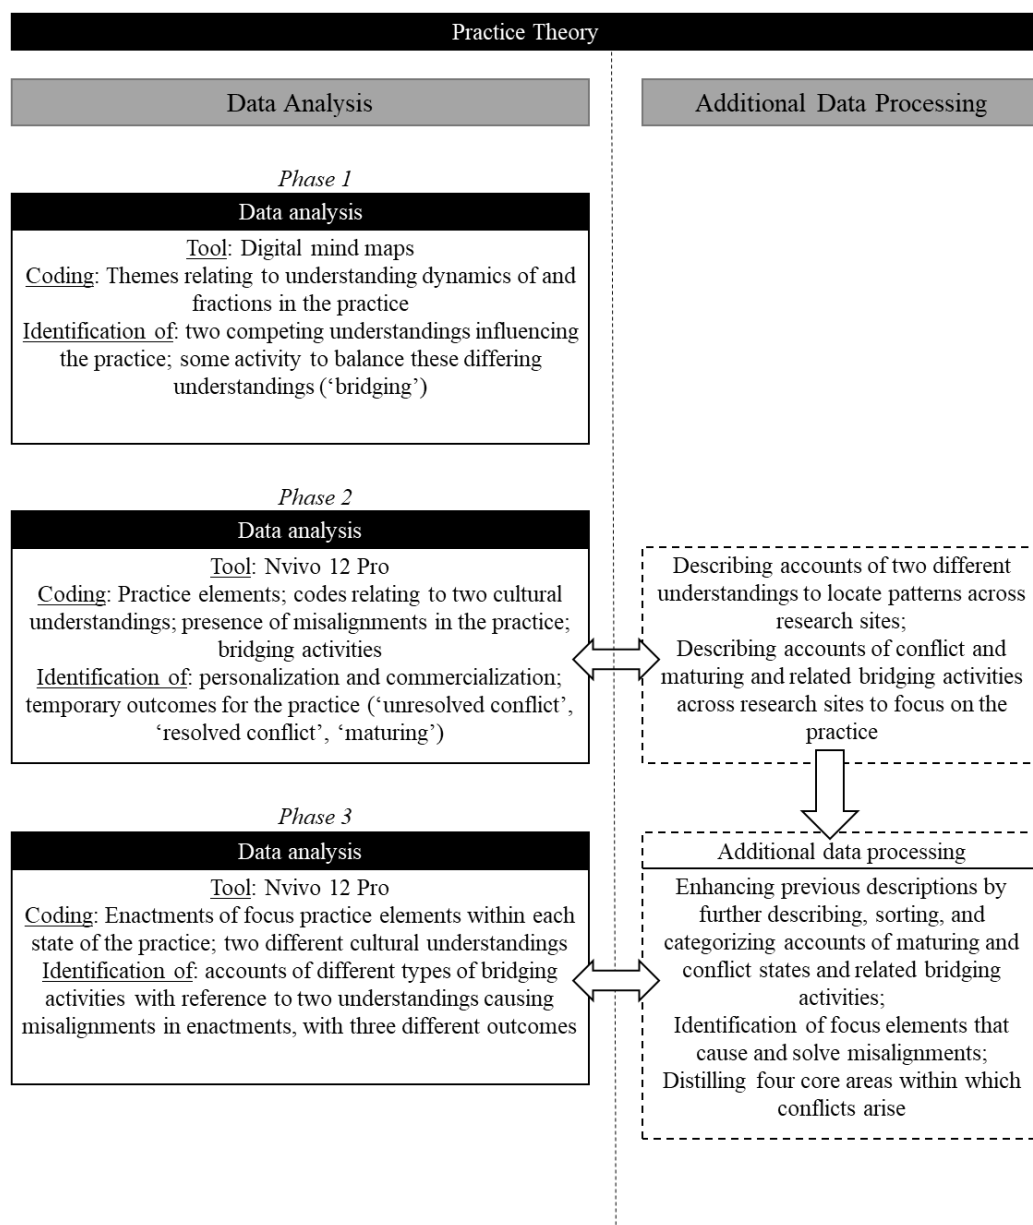 Practice Theory
Data Analysis
Additional Data Processing
Phase 1
Data analysis
Tool: Digital mind maps
Coding: Themes relating to understanding dynamics of and
fractions in the practice
Identification of: two competing understandings influencing
the practice; some activity to balance these differing
understandings (‘bridging’)
Phase 2
Data analysis
Tool: Nvivo 12 Pro
Coding: Practice elements; codes relating to two cultural
understandings; presence of misalignments in the practice;
bridging activities
Identification of: personalization and commercialization;
temporary outcomes for the practice (‘unresolved conflict’,
‘resolved conflict’, ‘maturing’)
Describing accounts of two different
understandings to locate patterns across
research sites;
Describing accounts of conflict and
maturing and related bridging activities
across research sites to focus on the
practice
Phase 3
Data analysis
Tool: Nvivo 12 Pro
Coding: Enactments of focus practice elements within each
state of the practice; two different cultural understandings
Identification of: accounts of different types of bridging
activities with reference to two understandings causing
misalignments in enactments, with three different outcomes
Additional data processing
Enhancing previous descriptions by
further describing, sorting, and
categorizing accounts of maturing and
conflict states and related bridging
activities;
Identification of focus elements that
cause and solve misalignments;
Distilling four core areas within which
conflicts arise